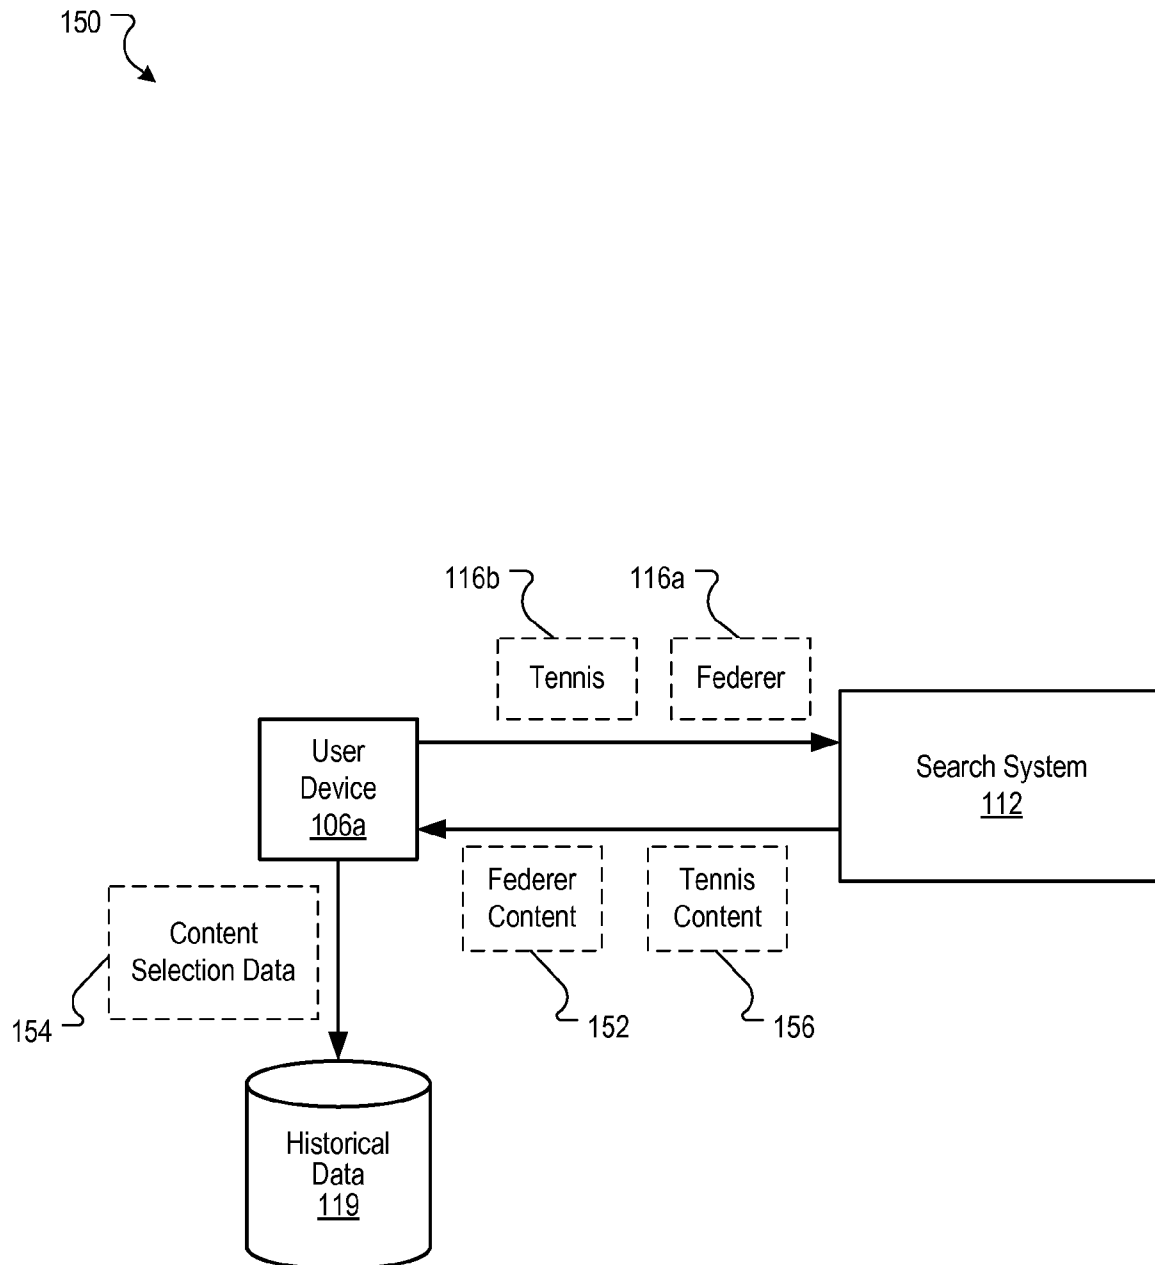 150
116b
116a
Tennis
Federer
User
Device
106a
Search System
112
Federer
Content
Tennis
Content
Content
Selection Data
154
152
156
Historical
Data
119